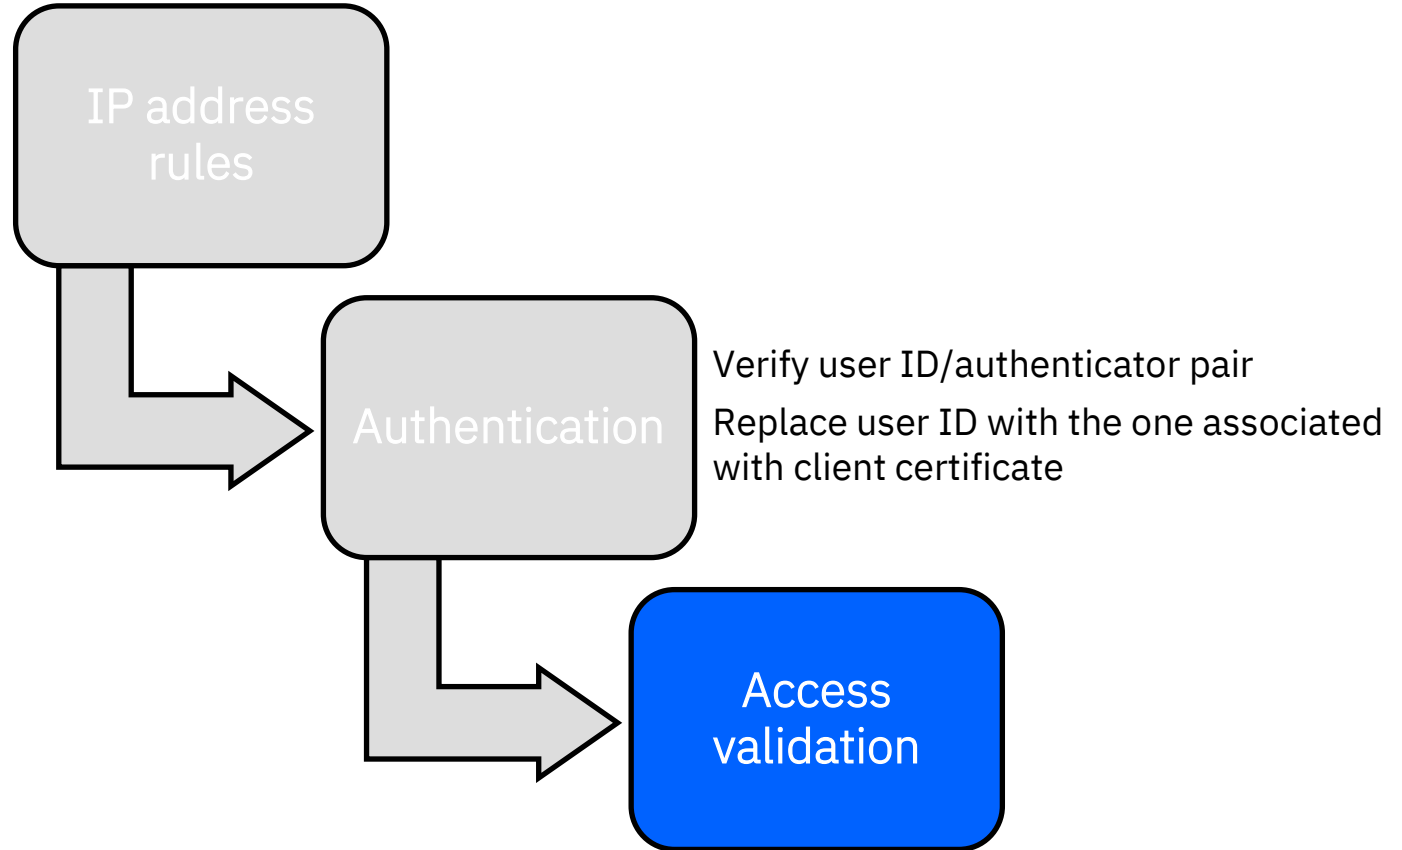 IP address
rules
Authentication
Verify user ID/authenticator pair
Replace user ID with the one associated
with client certificate
Access
validation